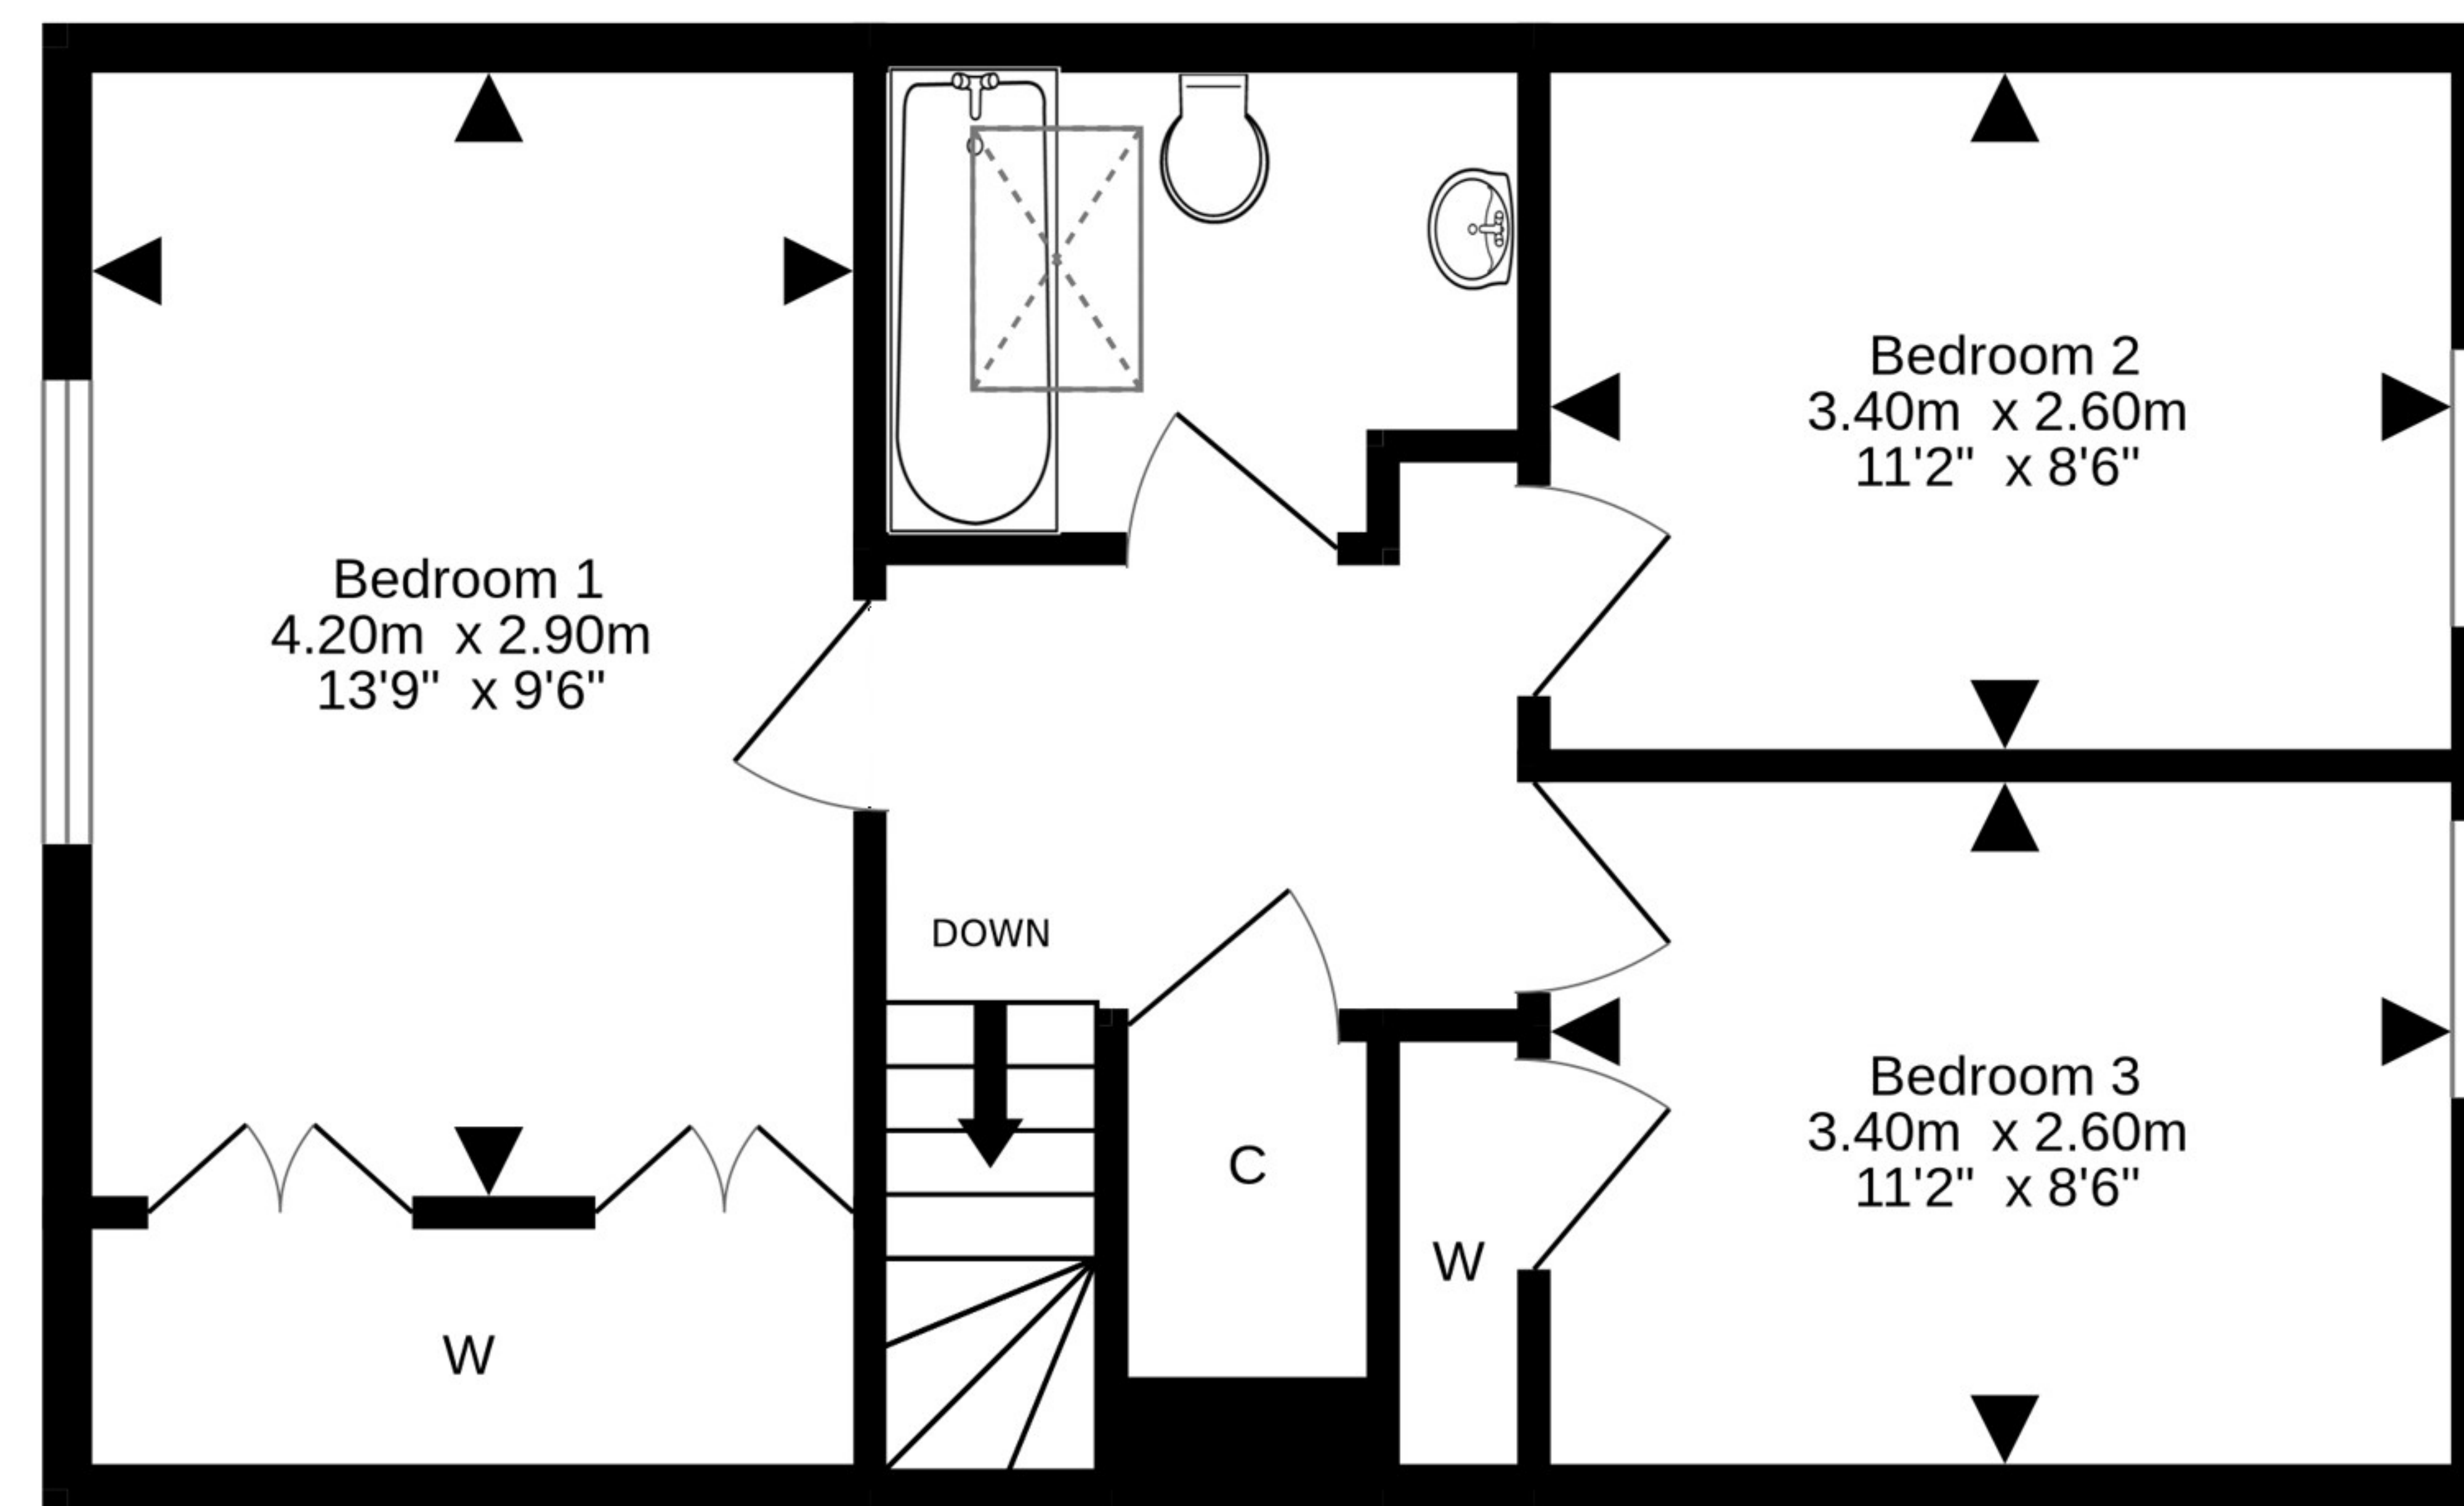 Bedroom 1
4.20m x 2.90m
13'9" x 9'6"
W
DOWN
C
W
Bedroom 2
3.40m x 2.60m
11'2" x 8'6"
Bedroom 3
3.40m x 2.60m
11'2" x 8'6"